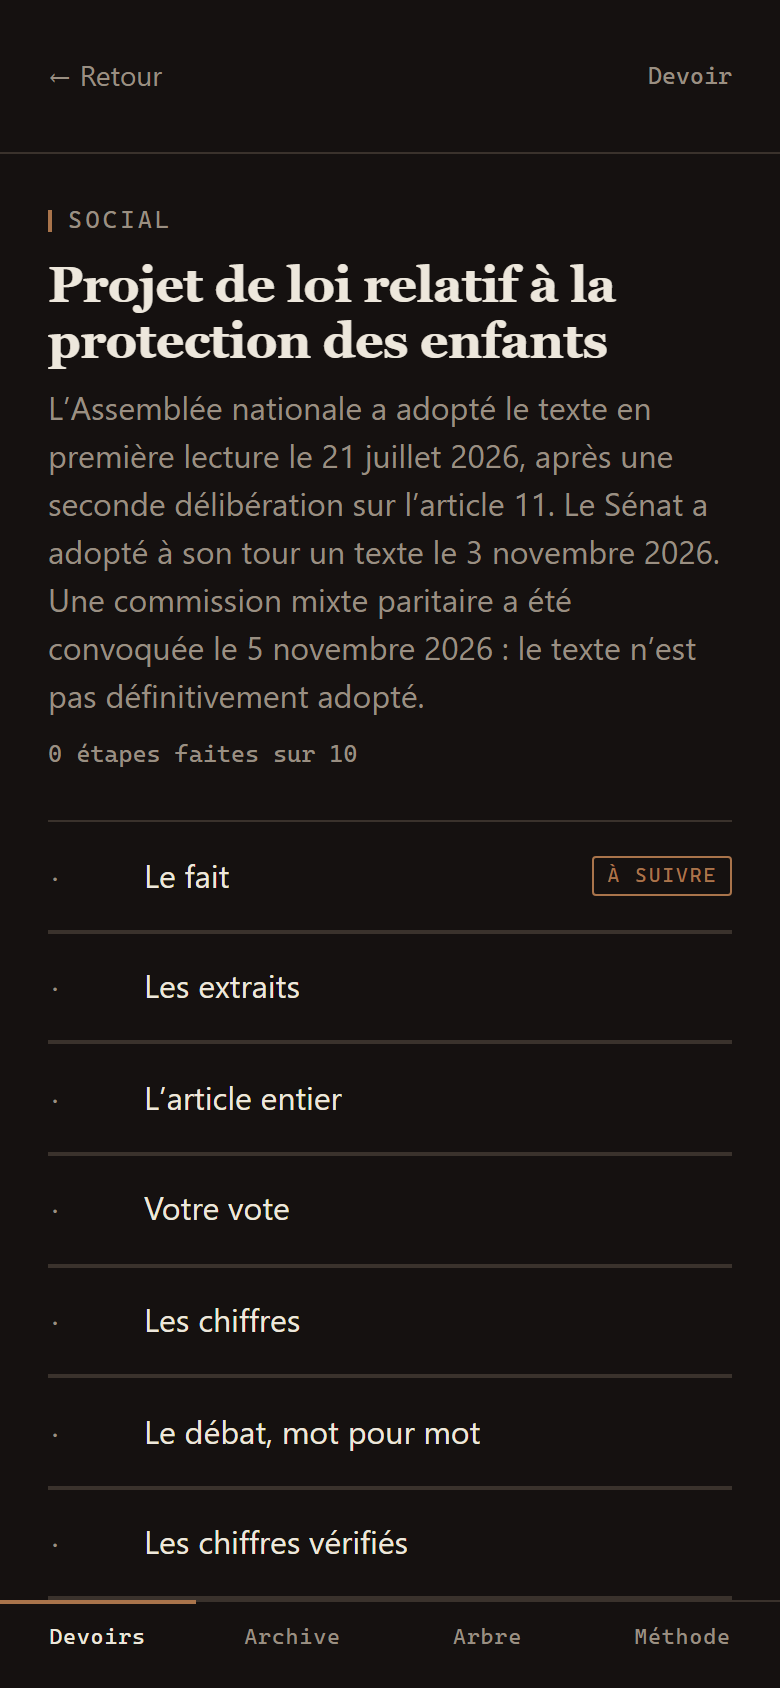 ← Retour
Devoir
SOCIAL
Projet de loi relatif à la
protection des enfants
L’Assemblée nationale a adopté le texte en
première lecture le 21 juillet 2026, après une
seconde délibération sur l’article 11. Le Sénat a
adopté à son tour un texte le 3 novembre 2026.
Une commission mixte paritaire a été
convoquée le 5 novembre 2026 : le texte n’est
pas définitivement adopté.
0 étapes faites sur 10
· Le fait
À SUIVRE
· Les extraits
· L’article entier
· Votre vote
· Les chiffres
· Le débat, mot pour mot
· Les chiffres vérifiés
Devoirs
Archive
Arbre
Méthode